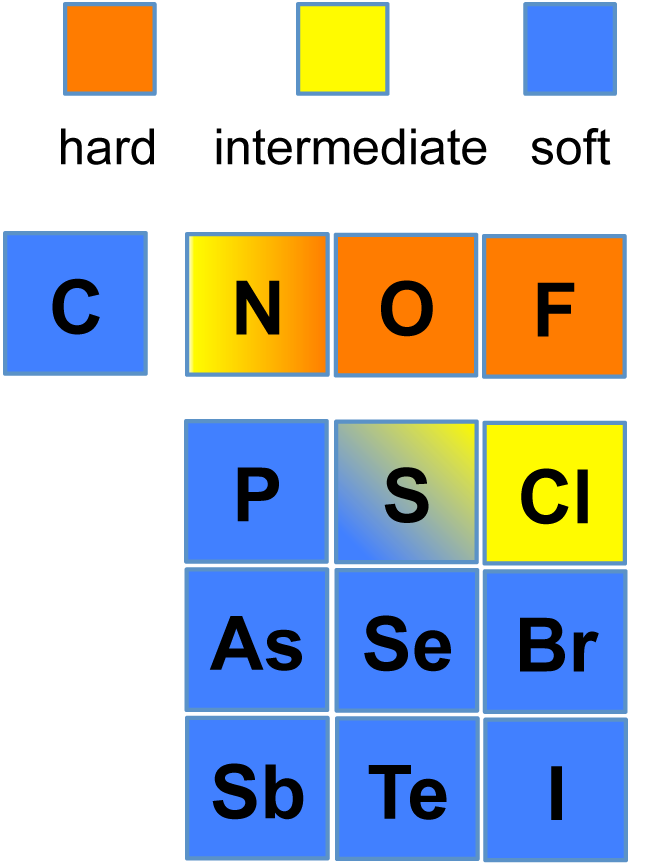 hard intermediate soft
C N O F
P S Cl
As Se Br
Sb Te I